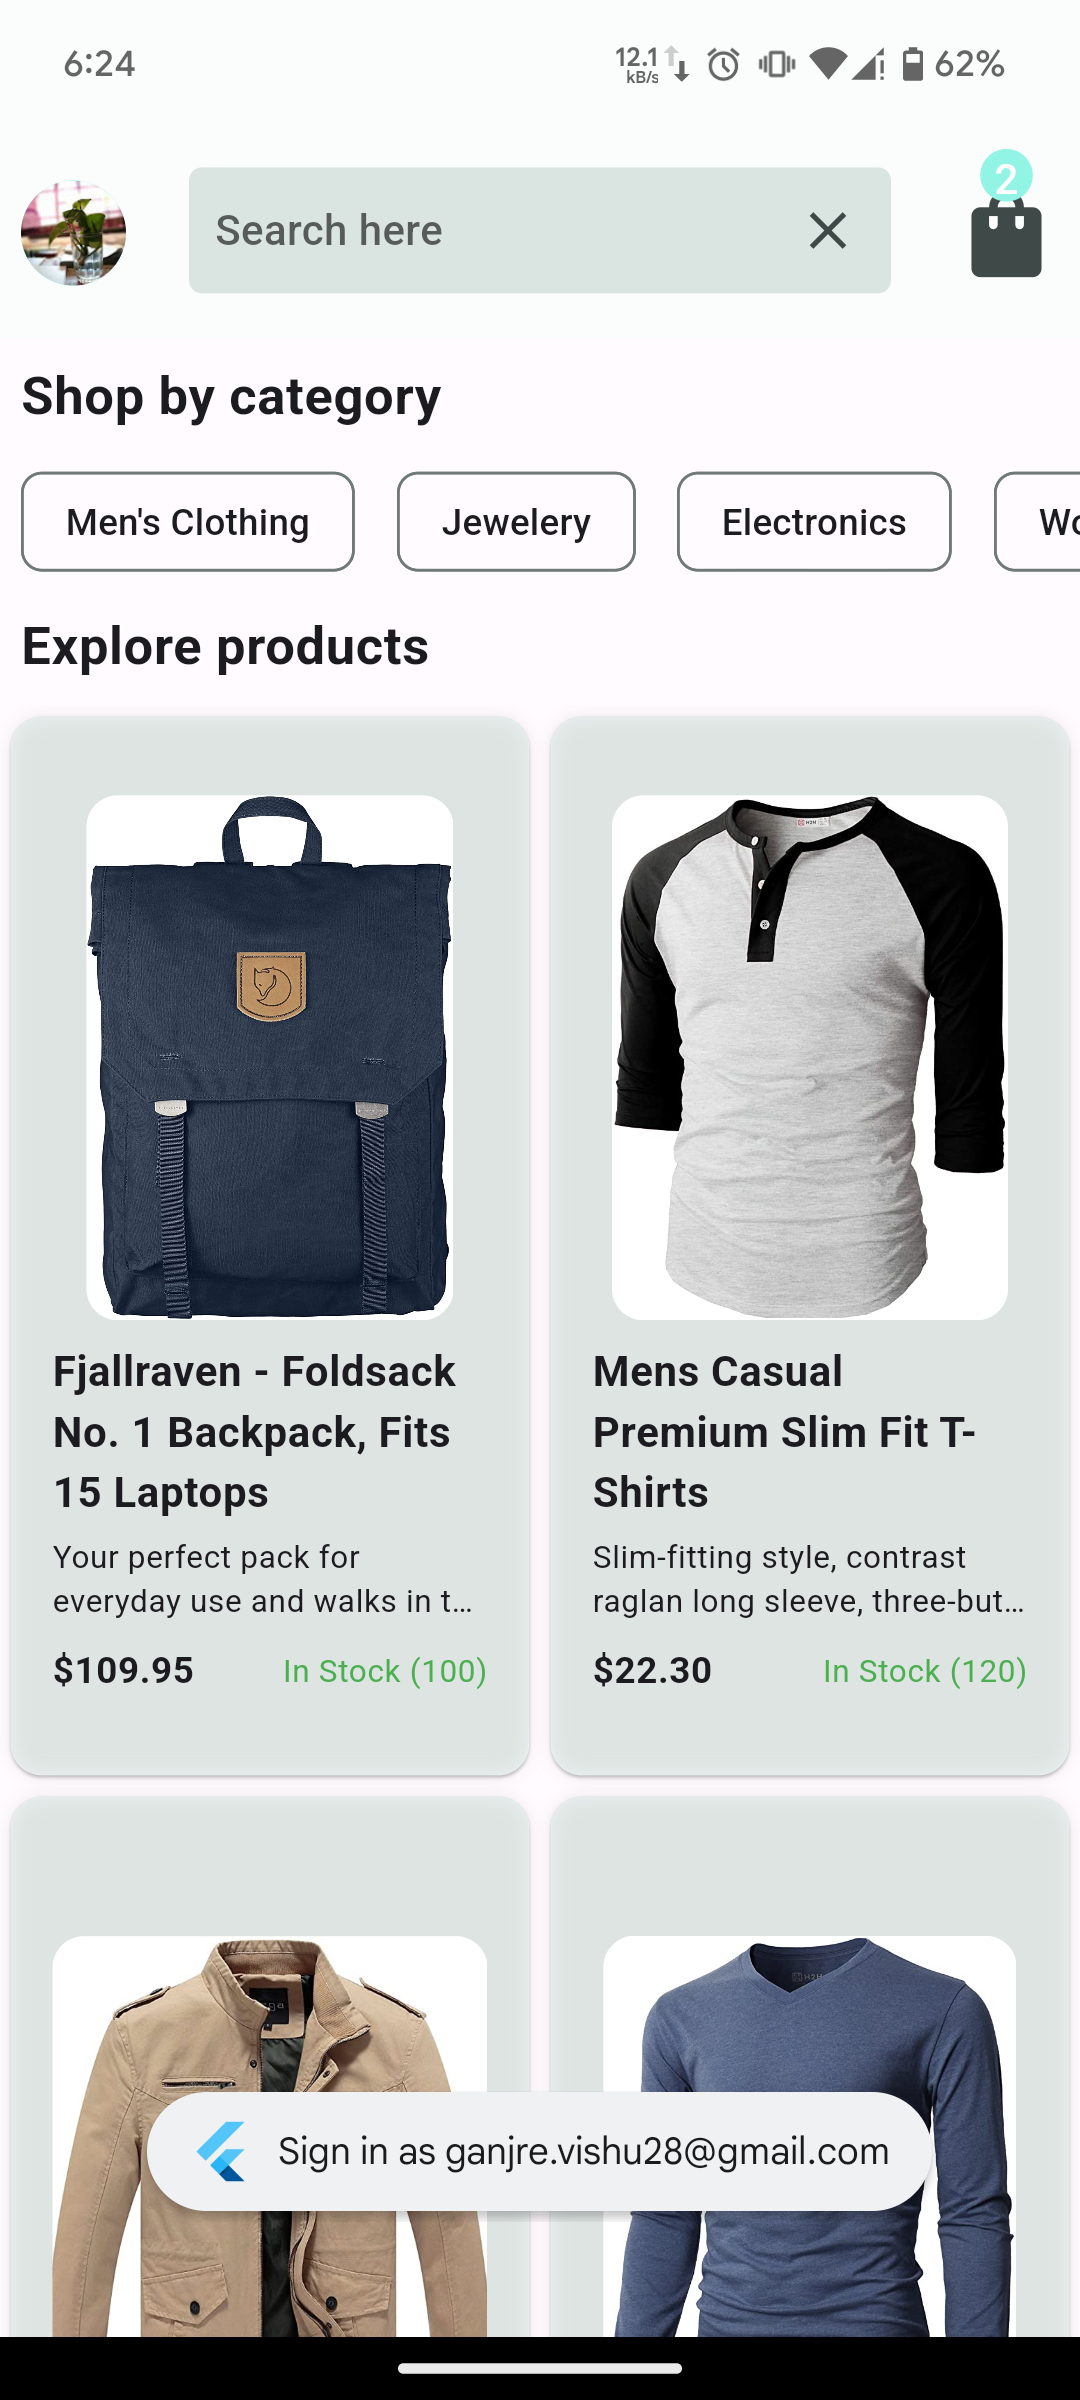 6:24
12.1
kB/s
62%
2
Search here
Shop by category
Men's Clothing
Jewelery
Electronics
Wo
Explore products
Fjallraven - Foldsack
No. 1 Backpack, Fits
15 Laptops
Your perfect pack for
everyday use and walks in t…
$109.95
In Stock (100)
Mens Casual
Premium Slim Fit T-
Shirts
Slim-fitting style, contrast
raglan long sleeve, three-but…
$22.30
In Stock (120)
Sign in as ganjre.vishu28@gmail.com